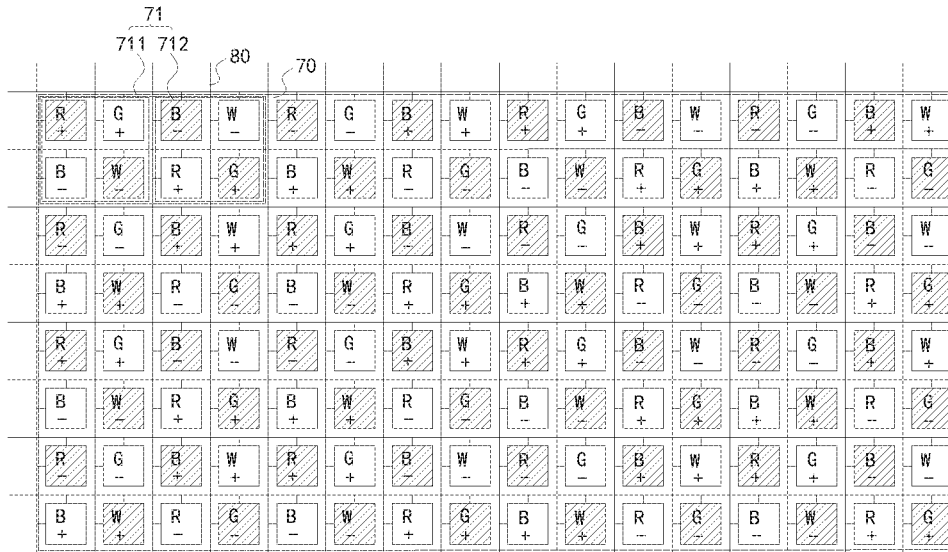 71
711 712 80 70
R G B W R G B W R G B W R G B W
+ + - - - - + + + + - - - - + +
B W R G B W R G B W R G B W R G
- - + + + + - - - - + + + + - -
R G B W R G B W R G B W R G B W
- - + + + + - - - - + + + + - -
B W R G B W R G B W R G B W R G
+ + - - - - + + + + - - - - + +
R G B W R G B W R G B W R G B W
+ + - - - - + + + + - - - - + +
B W R G B W R G B W R G B W R G
- - + + + + - - - - + + + + - -
R G B W R G B W R G B W R G B W
- - + + + + - - - - + + + + - -
B W R G B W R G B W R G B W R G
+ + - - - - + + + + - - - - + +